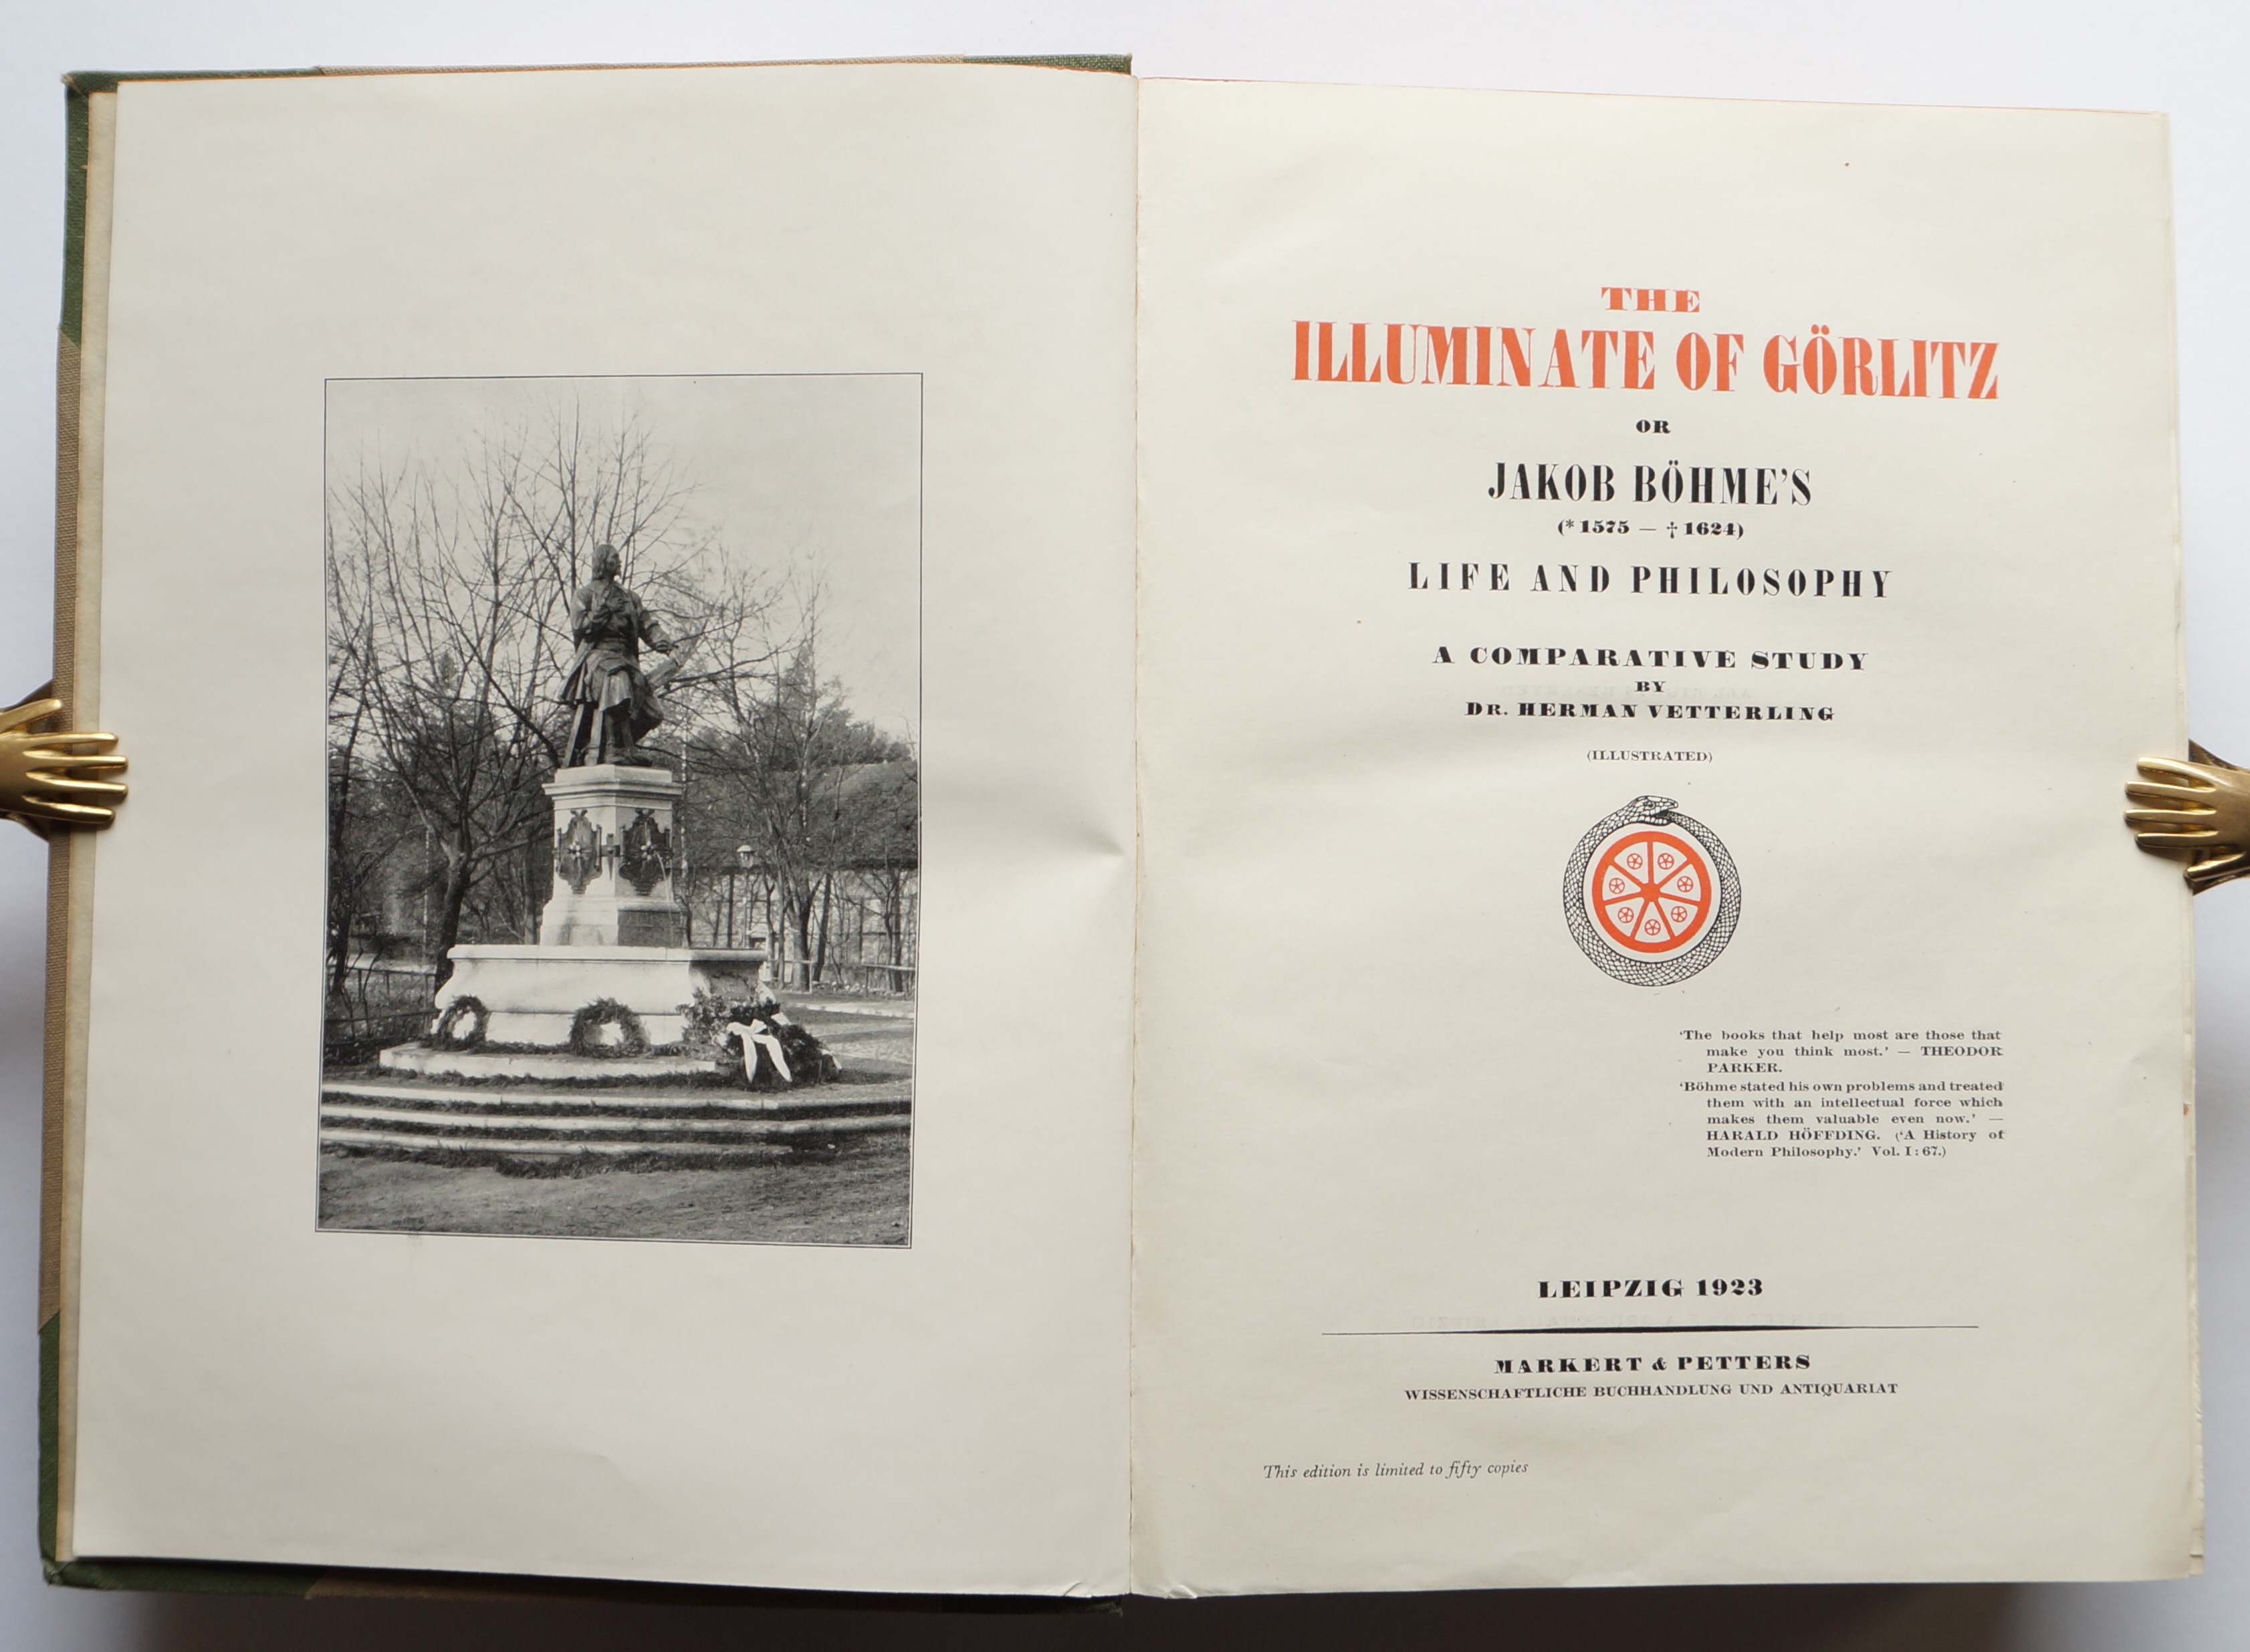 THE
ILLUMINATE OF GÖRLITZ
OR
JAKOB BÖHME'S
(* 1575 — † 1624)
LIFE AND PHILOSOPHY
A COMPARATIVE STUDY
BY
DR. HERMAN VETTERLING
(ILLUSTRATED)
'The books that help most are those that
make you think most.' — THEODOR
PARKER.
'Böhme stated his own problems and treated
them with an intellectual force which
makes them valuable even now.' —
HARALD HÖFFDING. ('A History of
Modern Philosophy.' Vol. I: 67.)
LEIPZIG 1923
MARKERT & PETTERS
WISSENSCHAFTLICHE BUCHHANDLUNG UND ANTIQUARIAT
This edition is limited to fifty copies